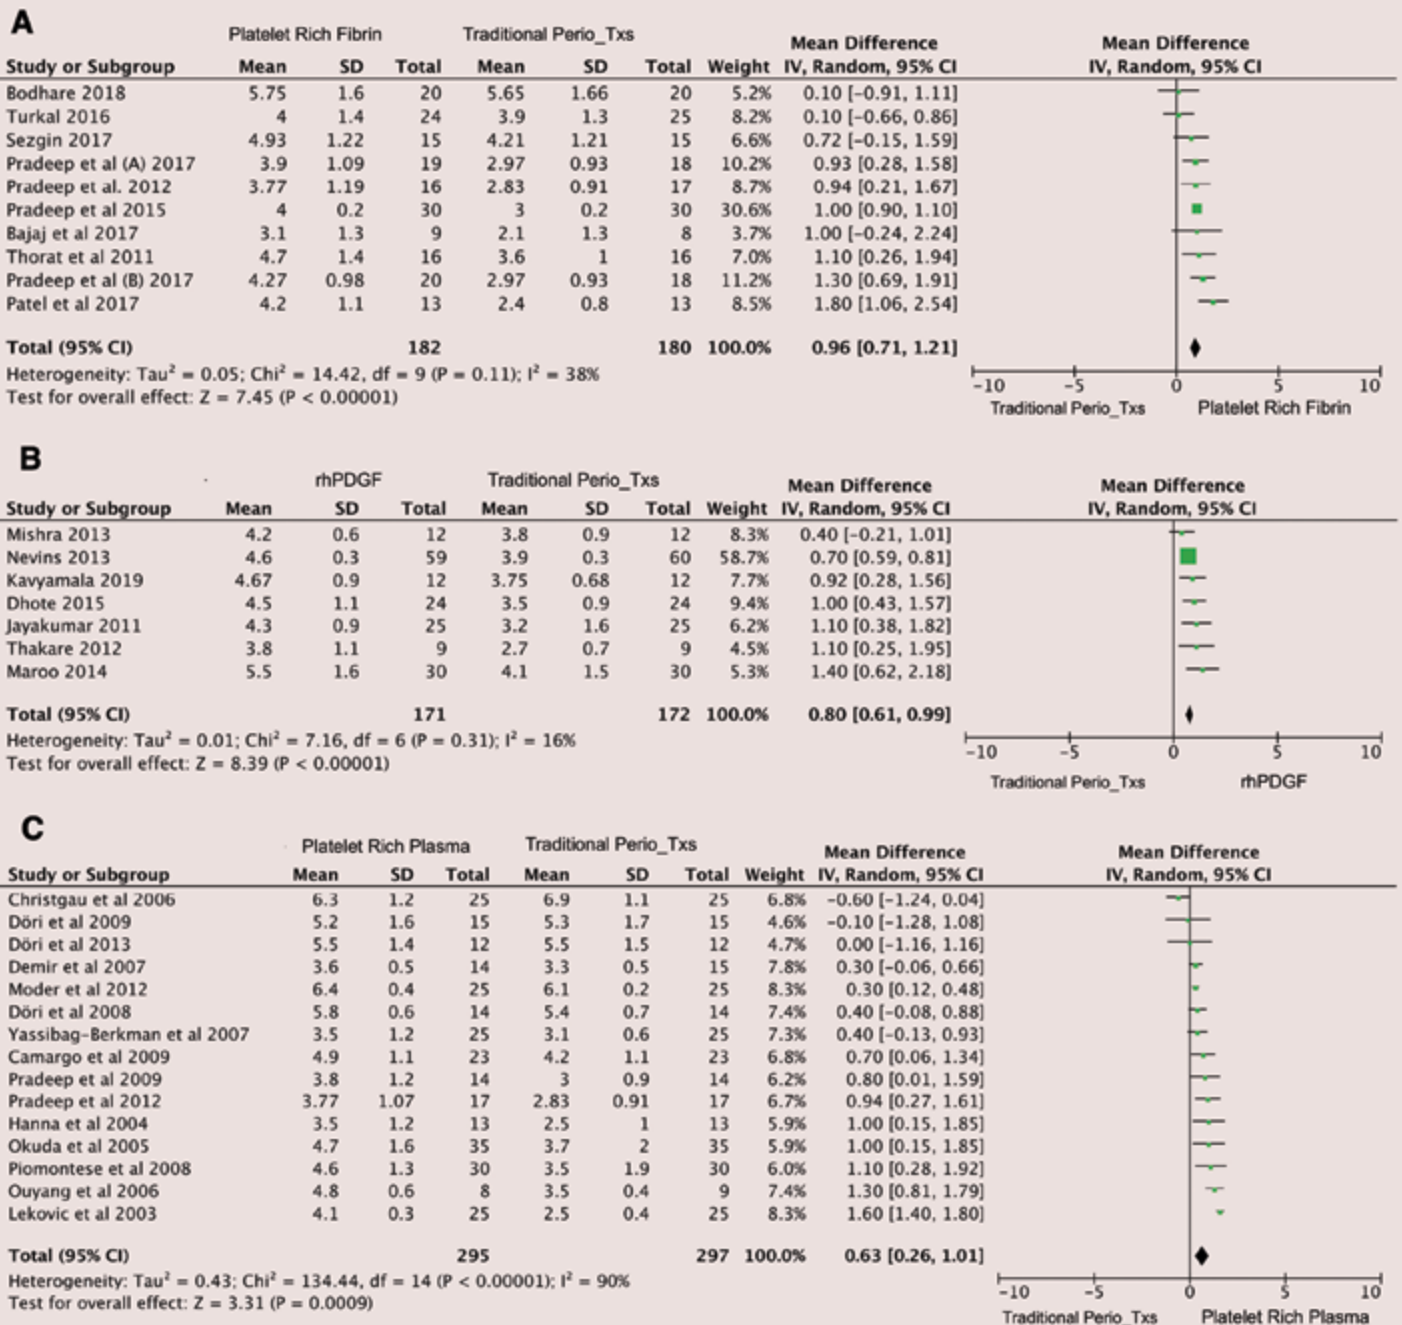 A
Platelet Rich Fibrin Traditional Perio_Txs Mean Difference Mean Difference
Study or Subgroup Mean SD Total Mean SD Total Weight IV, Random, 95% CI IV, Random, 95% CI
Bodhare 2018 5.75 1.6 20 5.65 1.66 20 5.2% 0.10 [−0.91, 1.11]
Turkal 2016 4 1.4 24 3.9 1.3 25 8.2% 0.10 [−0.66, 0.86]
Sezgin 2017 4.93 1.22 15 4.21 1.21 15 6.6% 0.72 [−0.15, 1.59]
Pradeep et al (A) 2017 3.9 1.09 19 2.97 0.93 18 10.2% 0.93 [0.28, 1.58]
Pradeep et al. 2012 3.77 1.19 16 2.83 0.91 17 8.7% 0.94 [0.21, 1.67]
Pradeep et al 2015 4 0.2 30 3 0.2 30 30.6% 1.00 [0.90, 1.10]
Bajaj et al 2017 3.1 1.3 9 2.1 1.3 8 3.7% 1.00 [−0.24, 2.24]
Thorat et al 2011 4.7 1.4 16 3.6 1 16 7.0% 1.10 [0.26, 1.94]
Pradeep et al (B) 2017 4.27 0.98 20 2.97 0.93 18 11.2% 1.30 [0.69, 1.91]
Patel et al 2017 4.2 1.1 13 2.4 0.8 13 8.5% 1.80 [1.06, 2.54]
Total (95% CI) 182 180 100.0% 0.96 [0.71, 1.21]
Heterogeneity: Tau² = 0.05; Chi² = 14.42, df = 9 (P = 0.11); I² = 38%
Test for overall effect: Z = 7.45 (P < 0.00001)
−10 −5 0 5 10
Traditional Perio_Txs Platelet Rich Fibrin
B
rhPDGF Traditional Perio_Txs Mean Difference Mean Difference
Study or Subgroup Mean SD Total Mean SD Total Weight IV, Random, 95% CI IV, Random, 95% CI
Mishra 2013 4.2 0.6 12 3.8 0.9 12 8.3% 0.40 [−0.21, 1.01]
Nevins 2013 4.6 0.3 59 3.9 0.3 60 58.7% 0.70 [0.59, 0.81]
Kavyamala 2019 4.67 0.9 12 3.75 0.68 12 7.7% 0.92 [0.28, 1.56]
Dhote 2015 4.5 1.1 24 3.5 0.9 24 9.4% 1.00 [0.43, 1.57]
Jayakumar 2011 4.3 0.9 25 3.2 1.6 25 6.2% 1.10 [0.38, 1.82]
Thakare 2012 3.8 1.1 9 2.7 0.7 9 4.5% 1.10 [0.25, 1.95]
Maroo 2014 5.5 1.6 30 4.1 1.5 30 5.3% 1.40 [0.62, 2.18]
Total (95% CI) 171 172 100.0% 0.80 [0.61, 0.99]
Heterogeneity: Tau² = 0.01; Chi² = 7.16, df = 6 (P = 0.31); I² = 16%
Test for overall effect: Z = 8.39 (P < 0.00001)
−10 −5 0 5 10
Traditional Perio_Txs rhPDGF
C
Platelet Rich Plasma Traditional Perio_Txs Mean Difference Mean Difference
Study or Subgroup Mean SD Total Mean SD Total Weight IV, Random, 95% CI IV, Random, 95% CI
Christgau et al 2006 6.3 1.2 25 6.9 1.1 25 6.8% −0.60 [−1.24, 0.04]
Döri et al 2009 5.2 1.6 15 5.3 1.7 15 4.6% −0.10 [−1.28, 1.08]
Döri et al 2013 5.5 1.4 12 5.5 1.5 12 4.7% 0.00 [−1.16, 1.16]
Demir et al 2007 3.6 0.5 14 3.3 0.5 15 7.8% 0.30 [−0.06, 0.66]
Moder et al 2012 6.4 0.4 25 6.1 0.2 25 8.3% 0.30 [0.12, 0.48]
Döri et al 2008 5.8 0.6 14 5.4 0.7 14 7.4% 0.40 [−0.08, 0.88]
Yassibag−Berkman et al 2007 3.5 1.2 25 3.1 0.6 25 7.3% 0.40 [−0.13, 0.93]
Camargo et al 2009 4.9 1.1 23 4.2 1.1 23 6.8% 0.70 [0.06, 1.34]
Pradeep et al 2009 3.8 1.2 14 3 0.9 14 6.2% 0.80 [0.01, 1.59]
Pradeep et al 2012 3.77 1.07 17 2.83 0.91 17 6.7% 0.94 [0.27, 1.61]
Hanna et al 2004 3.5 1.2 13 2.5 1 13 5.9% 1.00 [0.15, 1.85]
Okuda et al 2005 4.7 1.6 35 3.7 2 35 5.9% 1.00 [0.15, 1.85]
Piomontese et al 2008 4.6 1.3 30 3.5 1.9 30 6.0% 1.10 [0.28, 1.92]
Ouyang et al 2006 4.8 0.6 8 3.5 0.4 9 7.4% 1.30 [0.81, 1.79]
Lekovic et al 2003 4.1 0.3 25 2.5 0.4 25 8.3% 1.60 [1.40, 1.80]
Total (95% CI) 295 297 100.0% 0.63 [0.26, 1.01]
Heterogeneity: Tau² = 0.43; Chi² = 134.44, df = 14 (P < 0.00001); I² = 90%
Test for overall effect: Z = 3.31 (P = 0.0009)
−10 −5 0 5 10
Traditional Perio_Txs Platelet Rich Plasma